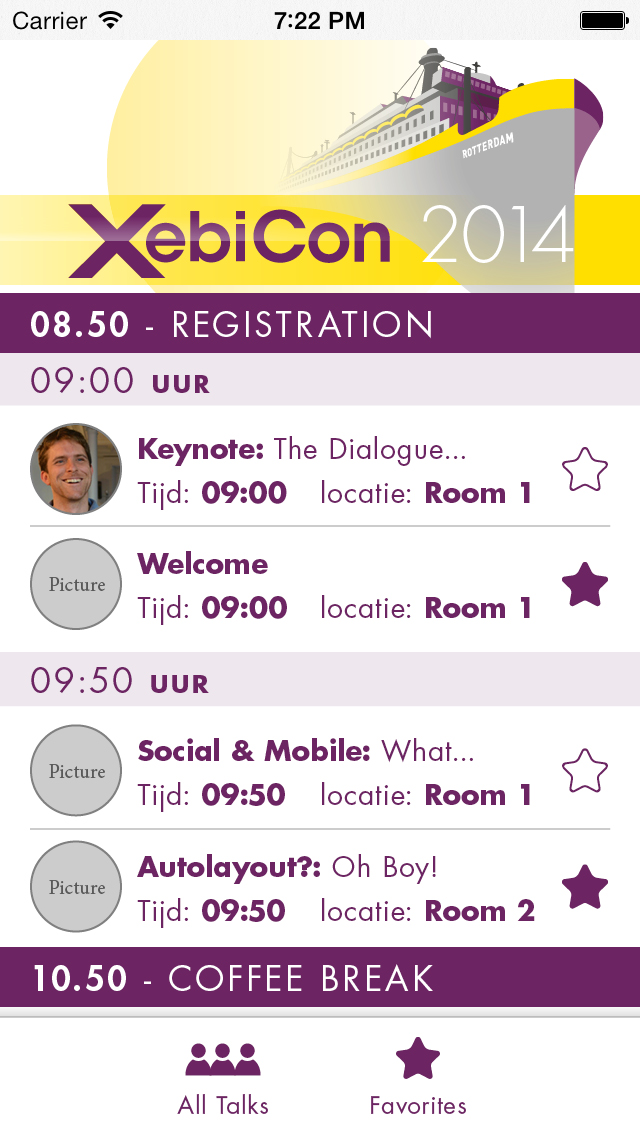 Carrier 7:22 PM
ROTTERDAM
XebiCon 2014
08.50 - REGISTRATION
09:00 UUR
Keynote: The Dialogue...
Tijd: 09:00 locatie: Room 1
Picture
Welcome
Tijd: 09:00 locatie: Room 1
09:50 UUR
Picture
Social & Mobile: What...
Tijd: 09:50 locatie: Room 1
Picture
Autolayout?: Oh Boy!
Tijd: 09:50 locatie: Room 2
10.50 - COFFEE BREAK
All Talks Favorites